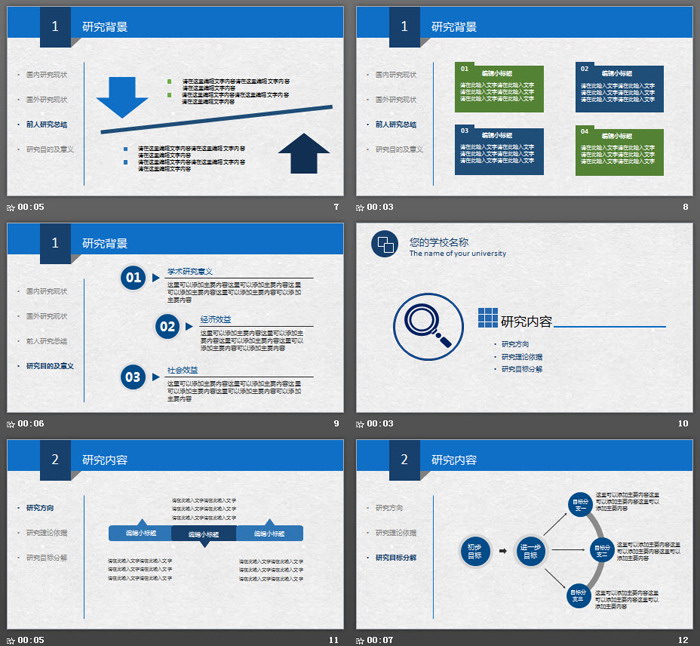 1
研究背景
国内研究现状
国外研究现状
前人研究总结
研究目的及意义
请在这里编辑文字内容请在这里编辑文字内容
请在这里编辑文字内容
请在这里编辑文字内容请在这里编辑文字内容
请在这里编辑文字内容
请在这里编辑文字内容请在这里编辑文字内容
请在这里编辑文字内容
请在这里编辑文字内容请在这里编辑文字内容
请在这里编辑文字内容
00:05
7
1
研究背景
国内研究现状
国外研究现状
前人研究总结
研究目的及意义
01
编辑小标题
请在此输入文字请在此输入文字
请在此输入文字请在此输入文字
请在此输入文字请在此输入文字
02
编辑小标题
请在此输入文字请在此输入文字
请在此输入文字请在此输入文字
请在此输入文字请在此输入文字
03
编辑小标题
请在此输入文字请在此输入文字
请在此输入文字请在此输入文字
请在此输入文字请在此输入文字
04
编辑小标题
请在此输入文字请在此输入文字
请在此输入文字请在此输入文字
请在此输入文字请在此输入文字
00:03
8
1
研究背景
国内研究现状
国外研究现状
前人研究总结
研究目的及意义
01
学术研究意义
这里可以添加主要内容这里可以添加主要内容这里
可以添加主要内容这里可以添加主要内容这里可以添加
主要内容
02
经济效益
这里可以添加主要内容这里可以添加主
要内容这里可以添加主要内容这里可以
添加主要内容这里可以添加主要内容
03
社会效益
这里可以添加主要内容这里可以添加主要内容这里
可以添加主要内容这里可以添加主要内容这里可以添加
主要内容
00:06
9
您的学校名称
The name of your university
研究内容
研究方向
研究理论依据
研究目标分解
00:03
10
2
研究内容
研究方向
研究理论依据
研究目标分解
请在此输入文字请在此输入文字
请在此输入文字请在此输入文字
请在此输入文字请在此输入文字
编辑小标题
编辑小标题
编辑小标题
请在此输入文字请在此输入文字
请在此输入文字请在此输入文字
请在此输入文字请在此输入文字
请在此输入文字请在此输入文字
请在此输入文字请在此输入文字
请在此输入文字请在此输入文字
00:05
11
2
研究内容
研究方向
研究理论依据
研究目标分解
初步
目标
进一步
目标
目标分
支一
这里可以添加主要内容这里可
以添加主要内容这里可以
添加主要内容
目标分
支二
这里可以添加主要内容这里可
以添加主要内容这里可以
添加主要内容
目标分
支三
这里可以添加主要内容这里可
以添加主要内容这里可以
添加主要内容
00:07
12